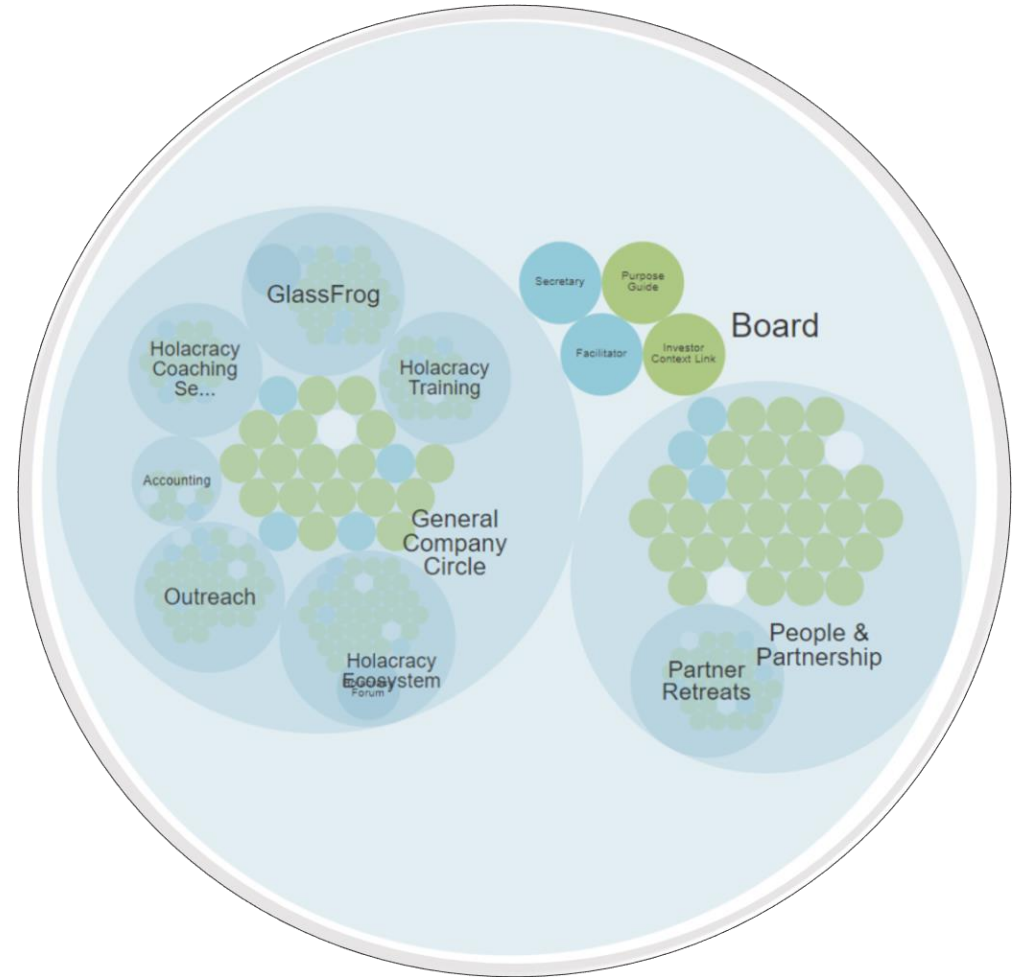 GlassFrog
Secretary
Purpose
Guide
Board
Facilitator
Investor
Context Link
Holacracy
Coaching
Se...
Holacracy
Training
Accounting
General
Company
Circle
Outreach
Holacracy
Ecosystem
Forum
People &
Partnership
Partner
Retreats